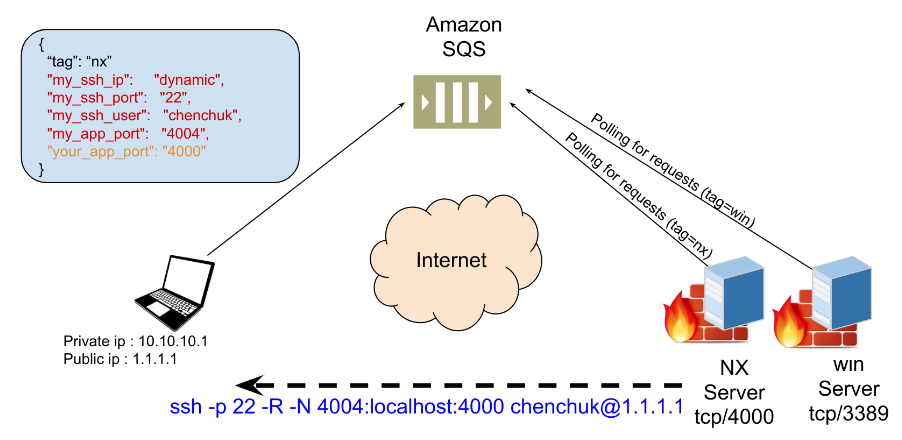 Amazon
SQS
{
“tag”: “nx”
"my_ssh_ip": "dynamic",
"my_ssh_port": "22",
"my_ssh_user": "chenchuk",
"my_app_port": "4004",
"your_app_port": "4000"
}
Polling for requests (tag=win)
Polling for requests (tag=nx)
Internet
Private ip : 10.10.10.1
Public ip : 1.1.1.1
NX
Server
tcp/4000
win
Server
tcp/3389
ssh -p 22 -R -N 4004:localhost:4000 chenchuk@1.1.1.1